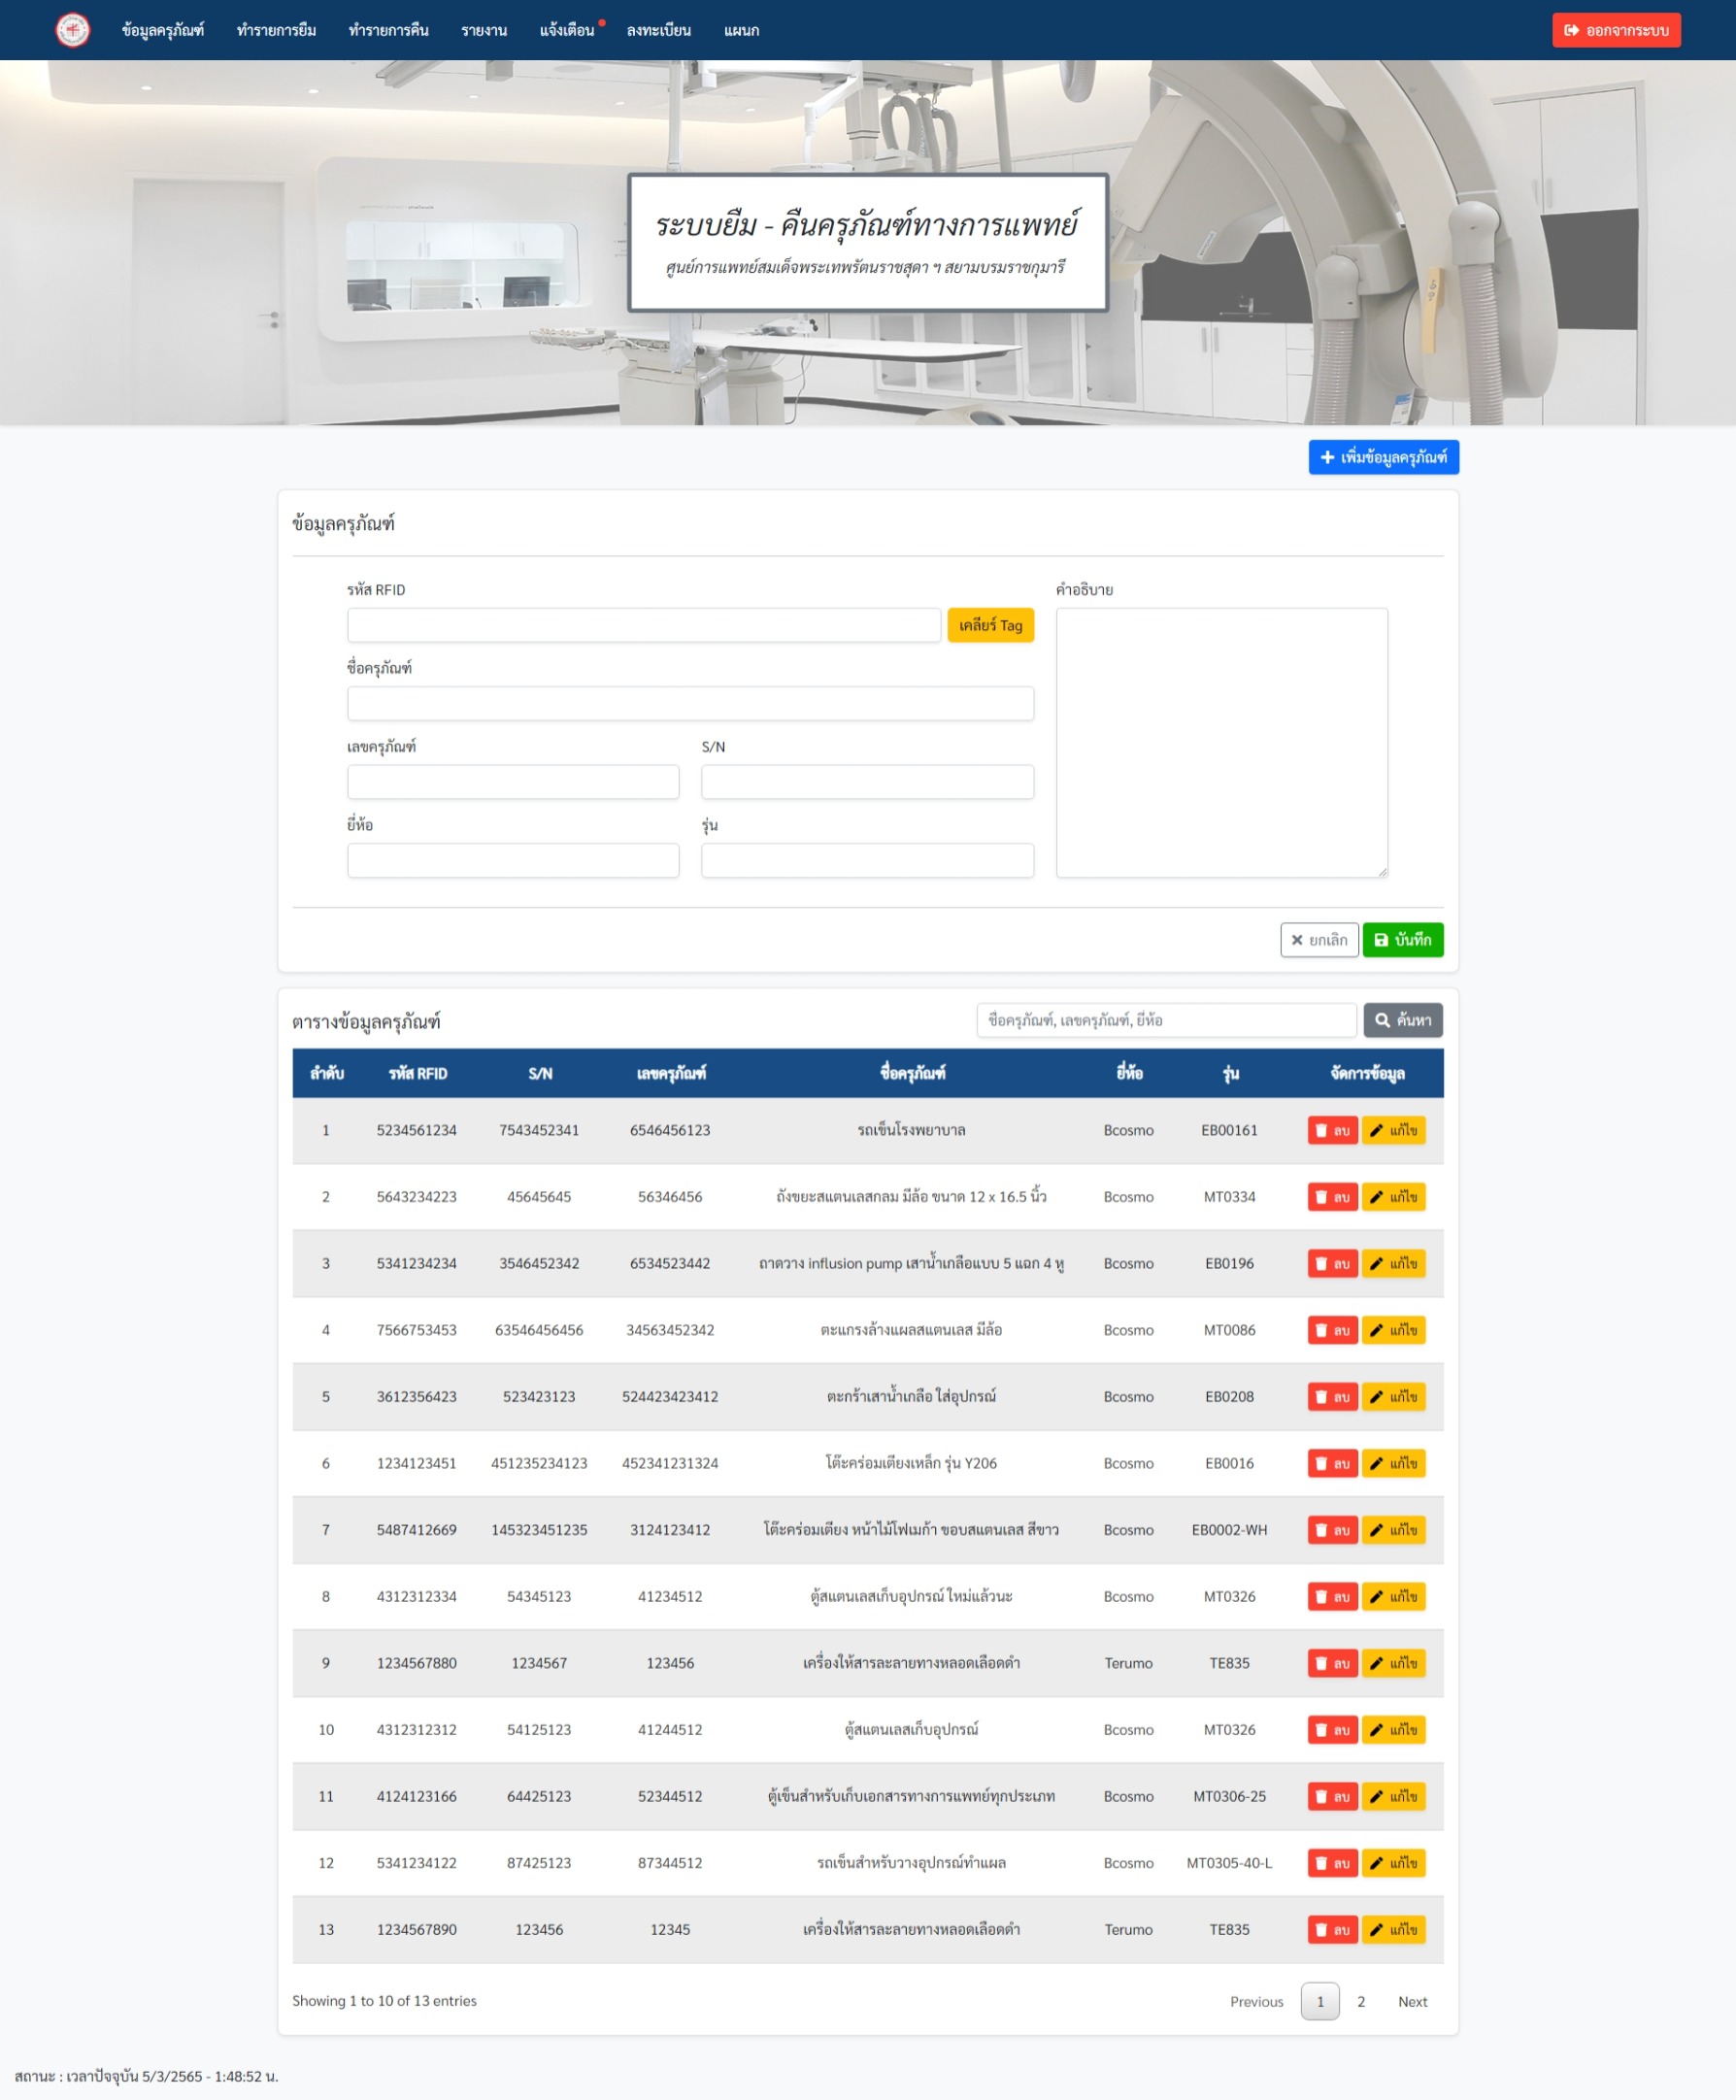 ข้อมูลครุภัณฑ์ ทำรายการยืม ทำรายการคืน รายงาน แจ้งเตือน ลงทะเบียน แผนก ออกจากระบบ
ระบบยืม - คืนครุภัณฑ์ทางการแพทย์
ศูนย์การแพทย์สมเด็จพระเทพรัตนราชสุดา ฯ สยามบรมราชกุมารี
เพิ่มข้อมูลครุภัณฑ์
ข้อมูลครุภัณฑ์
รหัส RFID คำอธิบาย
เคลียร์ Tag
ชื่อครุภัณฑ์
เลขครุภัณฑ์ S/N
ยี่ห้อ รุ่น
ยกเลิก บันทึก
ตารางข้อมูลครุภัณฑ์ ชื่อครุภัณฑ์, เลขครุภัณฑ์, ยี่ห้อ ค้นหา
ลำดับ รหัส RFID S/N เลขครุภัณฑ์ ชื่อครุภัณฑ์ ยี่ห้อ รุ่น จัดการข้อมูล
1 5234561234 7543452341 6546456123 รถเข็นโรงพยาบาล Bcosmo EB00161 ลบ แก้ไข
2 5643234223 45645645 56346456 ถังขยะสแตนเลสกลม มีล้อ ขนาด 12 x 16.5 นิ้ว Bcosmo MT0334 ลบ แก้ไข
3 5341234234 3546452342 6534523442 ถาดวาง influsion pump เสาน้ำเกลือแบบ 5 แฉก 4 หู Bcosmo EB0196 ลบ แก้ไข
4 7566753453 63546456456 34563452342 ตะแกรงล้างแผลสแตนเลส มีล้อ Bcosmo MT0086 ลบ แก้ไข
5 3612356423 523423123 524423423412 ตะกร้าเสาน้ำเกลือ ใส่อุปกรณ์ Bcosmo EB0208 ลบ แก้ไข
6 1234123451 451235234123 452341231324 โต๊ะคร่อมเตียงเหล็ก รุ่น Y206 Bcosmo EB0016 ลบ แก้ไข
7 5487412669 145323451235 3124123412 โต๊ะคร่อมเตียง หน้าไม้โฟเมก้า ขอบสแตนเลส สีขาว Bcosmo EB0002-WH ลบ แก้ไข
8 4312312334 54345123 41234512 ตู้สแตนเลสเก็บอุปกรณ์ ใหม่แล้วนะ Bcosmo MT0326 ลบ แก้ไข
9 1234567880 1234567 123456 เครื่องให้สารละลายทางหลอดเลือดดำ Terumo TE835 ลบ แก้ไข
10 4312312312 54125123 41244512 ตู้สแตนเลสเก็บอุปกรณ์ Bcosmo MT0326 ลบ แก้ไข
11 4124123166 64425123 52344512 ตู้เข็นสำหรับเก็บเอกสารทางการแพทย์ทุกประเภท Bcosmo MT0306-25 ลบ แก้ไข
12 5341234122 87425123 87344512 รถเข็นสำหรับวางอุปกรณ์ทำแผล Bcosmo MT0305-40-L ลบ แก้ไข
13 1234567890 123456 12345 เครื่องให้สารละลายทางหลอดเลือดดำ Terumo TE835 ลบ แก้ไข
Showing 1 to 10 of 13 entries Previous 1 2 Next
สถานะ : เวลาปัจจุบัน 5/3/2565 - 1:48:52 น.